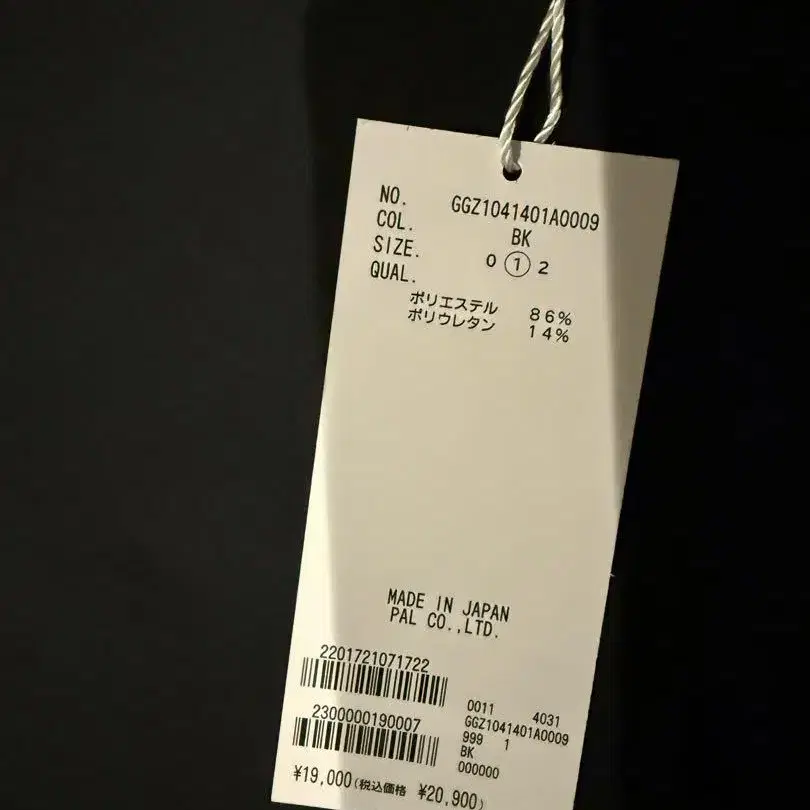 NO. GGZ1041401A0009
COL. BK
SIZE. 0 1 2
QUAL.
ポリエステル 86%
ポリウレタン 14%
MADE IN JAPAN
PAL CO.,LTD.
2201721071722
2300000190007
0011 4031
GGZ1041401A0009
999 1
BK
000000
¥19,000(税込価格 ¥20,900)